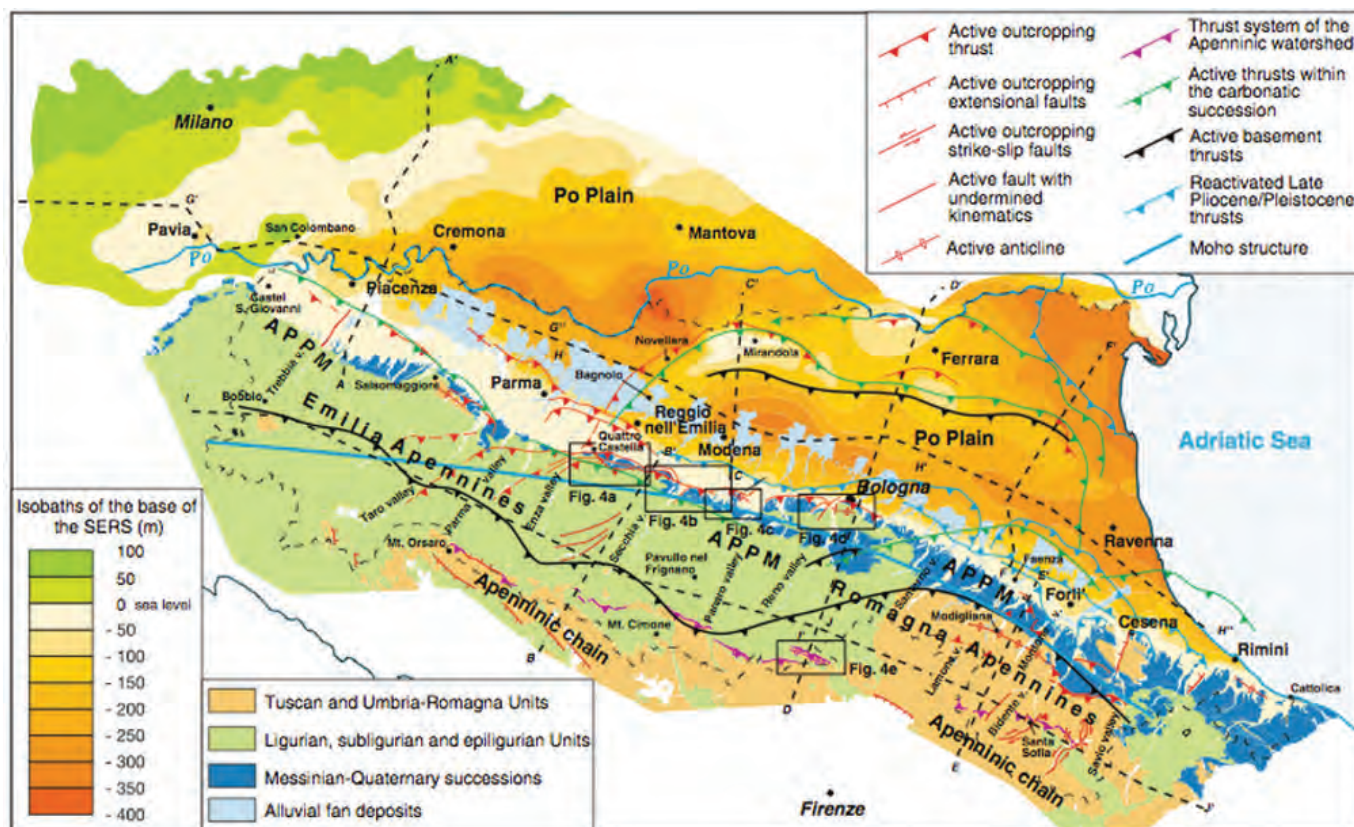 Active outcropping
thrust
Active outcropping
extensional faults
Active outcropping
strike-slip faults
Active fault with
undermined
kinematics
Active anticline
Thrust system of the
Apenninic watershed
Active thrusts within
the carbonatic
succession
Active basement
thrusts
Reactivated Late
Pliocene/Pleistocene
thrusts
Moho structure
A'
Milano
G'
Po Plain
Pavia
San Colombano
Cremona
Mantova
Po
Po
Po
C'
D'
F'
Piacenza
Castel
S. Giovanni
G''
H
Novellara
Mirandola
Ferrara
APPM
Trebbia v.
A
Salsomaggiore
Parma
Bagnolo
Bobbio
I
Emilia Apennines
Reggio
nell'Emilia
Modena
Po Plain
Adriatic Sea
Quattro
Castella
B'
C
H'
Bologna
Fig. 4a
Fig. 4b
Fig. 4c
Fig. 4d
Taro valley
Parma valley
Enza valley
Secchia v.
Mt. Orsaro
Pavullo nel
Frignano
APPM
Panaro valley
Reno valley
Romagna Apennines
Santerno v.
APPM
Faenza
E'
Ravenna
Forli'
Modigliana
Montone v.
Cesena
H''
Rimini
Cattolica
Apenninic chain
Mt. Cimone
B
Fig. 4e
D
Lamona v.
Bidente v.
Santa
Sofia
Savio valley
E
Apenninic chain
I'
Firenze
Isobaths of the base of
the SERS (m)
100
50
0 sea level
- 50
- 100
- 150
- 200
- 250
- 300
- 350
- 400
Tuscan and Umbria-Romagna Units
Ligurian, subligurian and epiligurian Units
Messinian-Quaternary successions
Alluvial fan deposits